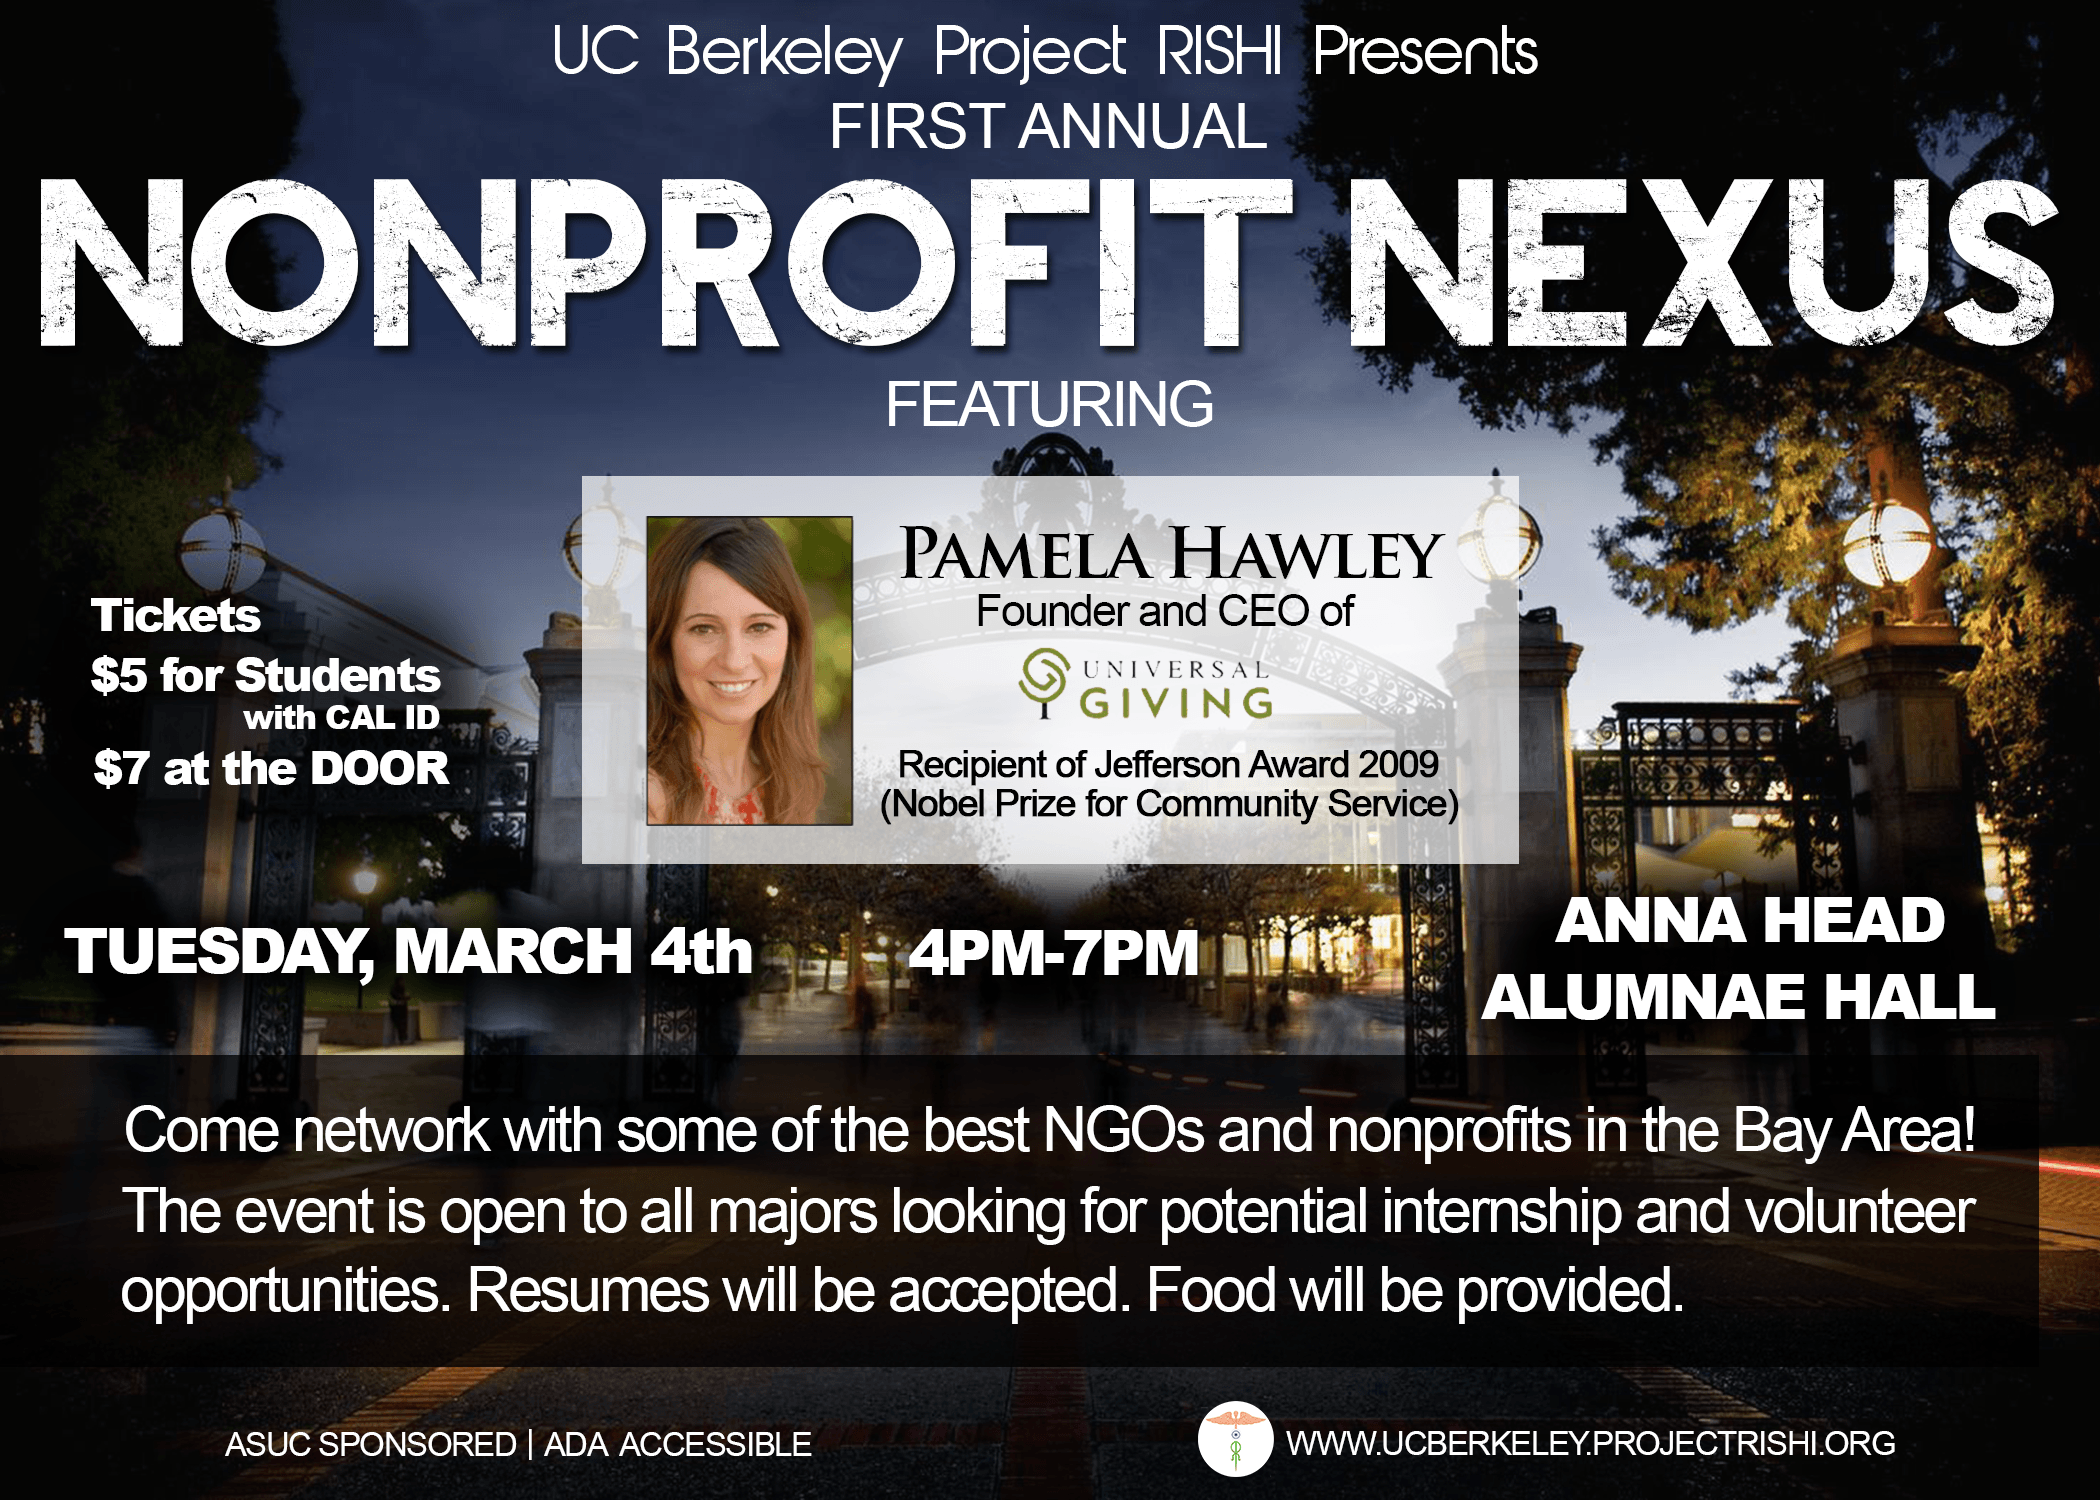 UC Berkeley Project RISHI Presents
FIRST ANNUAL
NONPROFIT NEXUS
FEATURING
PAMELA HAWLEY
Founder and CEO of
UNIVERSAL
GIVING
Recipient of Jefferson Award 2009
(Nobel Prize for Community Service)
Tickets
$5 for Students
with CAL ID
$7 at the DOOR
TUESDAY, MARCH 4th
4PM-7PM
ANNA HEAD
ALUMNAE HALL
Come network with some of the best NGOs and nonprofits in the Bay Area!
The event is open to all majors looking for potential internship and volunteer
opportunities. Resumes will be accepted. Food will be provided.
ASUC SPONSORED | ADA ACCESSIBLE
WWW.UCBERKELEY.PROJECTRISHI.ORG